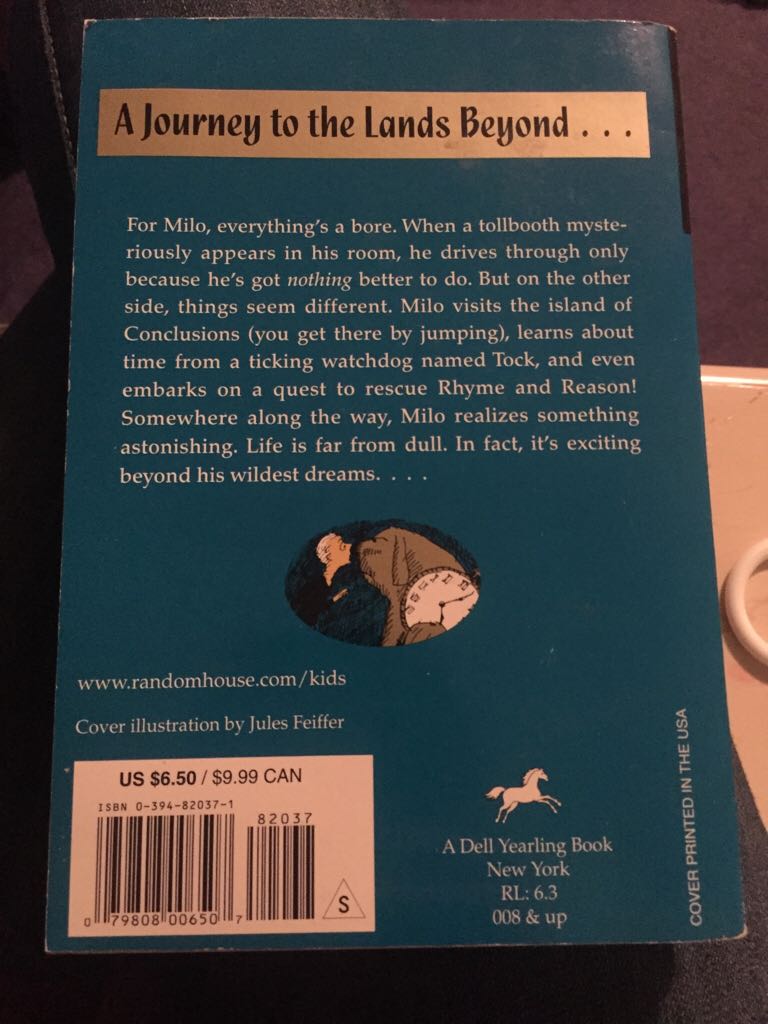 A Journey to the Lands Beyond . . .
For Milo, everything's a bore. When a tollbooth myste-
riously appears in his room, he drives through only
because he's got nothing better to do. But on the other
side, things seem different. Milo visits the island of
Conclusions (you get there by jumping), learns about
time from a ticking watchdog named Tock, and even
embarks on a quest to rescue Rhyme and Reason!
Somewhere along the way, Milo realizes something
astonishing. Life is far from dull. In fact, it's exciting
beyond his wildest dreams. . . .
www.randomhouse.com/kids
Cover illustration by Jules Feiffer
US $6.50 / $9.99 CAN
ISBN 0-394-82037-1
82037
0 79808 00650 7
S
A Dell Yearling Book
New York
RL: 6.3
008 & up
COVER PRINTED IN THE USA